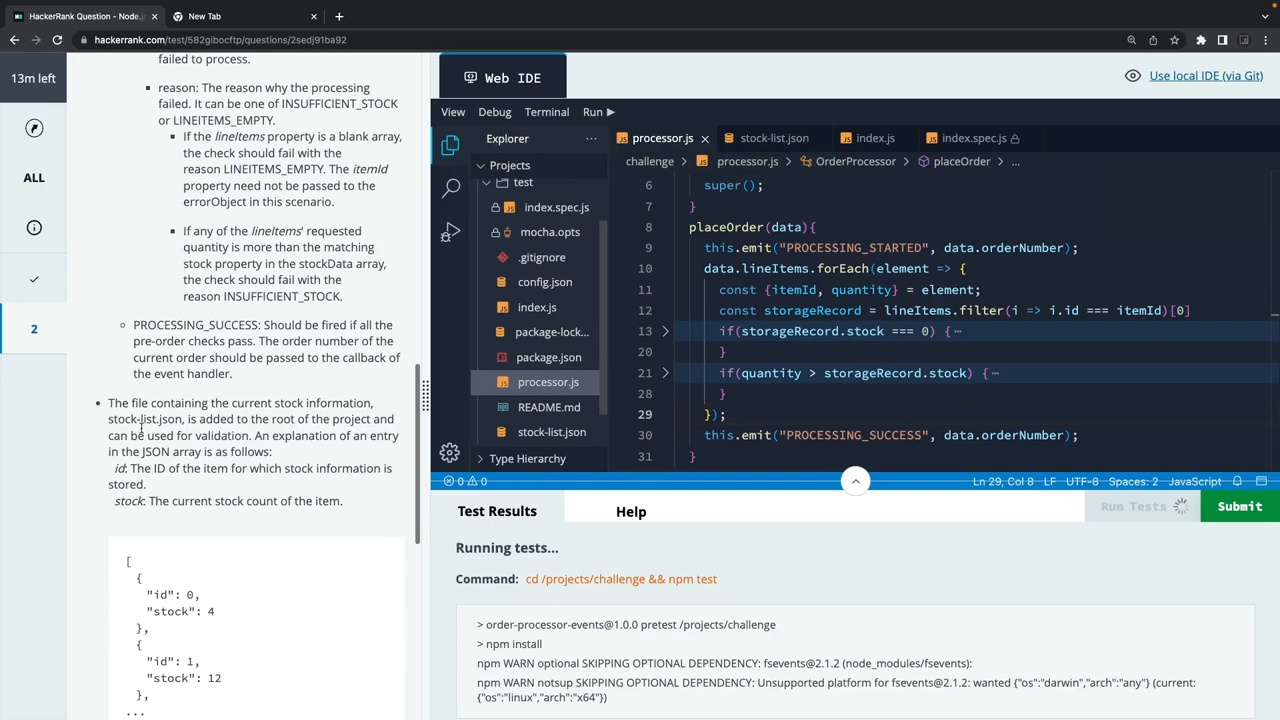 HackerRank Question - Node.j
New Tab
hackerrank.com/test/582gibocftp/questions/2sedj91ba92
13m left
ALL
2
failed to process.
reason: The reason why the processing
failed. It can be one of INSUFFICIENT_STOCK
or LINEITEMS_EMPTY.
If the lineItems property is a blank array,
the check should fail with the
reason LINEITEMS_EMPTY. The itemId
property need not be passed to the
errorObject in this scenario.
If any of the lineItems' requested
quantity is more than the matching
stock property in the stockData array,
the check should fail with the
reason INSUFFICIENT_STOCK.
PROCESSING_SUCCESS: Should be fired if all the
pre-order checks pass. The order number of the
current order should be passed to the callback of
the event handler.
The file containing the current stock information,
stock-list.json, is added to the root of the project and
can be used for validation. An explanation of an entry
in the JSON array is as follows:
id: The ID of the item for which stock information is
stored.
stock: The current stock count of the item.
[
{
"id": 0,
"stock": 4
},
{
"id": 1,
"stock": 12
},
...
Web IDE
Use local IDE (via Git)
View Debug Terminal Run
Explorer
Projects
test
index.spec.js
mocha.opts
.gitignore
config.json
index.js
package-lock...
package.json
processor.js
README.md
stock-list.json
Type Hierarchy
processor.js
stock-list.json
index.js
index.spec.js
challenge > processor.js > OrderProcessor > placeOrder > ...
6 super();
7 }
8 placeOrder(data){
9 this.emit("PROCESSING_STARTED", data.orderNumber);
10 data.lineItems.forEach(element => {
11 const {itemId, quantity} = element;
12 const storageRecord = lineItems.filter(i => i.id === itemId)[0]
13 if(storageRecord.stock === 0) {
20 }
21 if(quantity > storageRecord.stock) {
28 }
29 });
30 this.emit("PROCESSING_SUCCESS", data.orderNumber);
31 }
0 0
Ln 29, Col 8 LF UTF-8 Spaces: 2 JavaScript
Test Results
Help
Run Tests
Submit
Running tests...
Command: cd /projects/challenge && npm test
> order-processor-events@1.0.0 pretest /projects/challenge
> npm install
npm WARN optional SKIPPING OPTIONAL DEPENDENCY: fsevents@2.1.2 (node_modules/fsevents):
npm WARN notsup SKIPPING OPTIONAL DEPENDENCY: Unsupported platform for fsevents@2.1.2: wanted {"os":"darwin","arch":"any"} (current:
{"os":"linux","arch":"x64"})